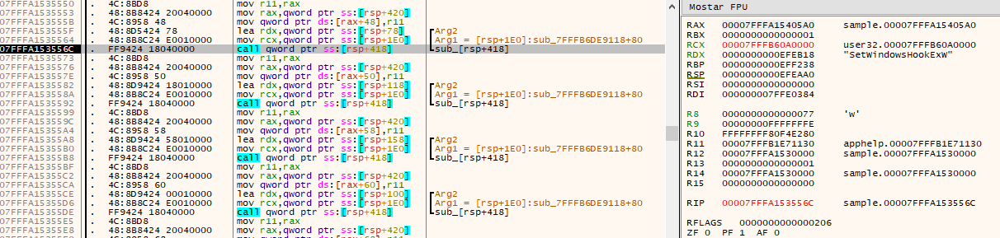 07FFFA1535550 . 4C:8BD8 mov r11,rax
07FFFA1535553 . 48:8B8424 20040000 mov rax,qword ptr ss:[rsp+420]
07FFFA153555B . 4C:8958 48 mov qword ptr ds:[rax+48],r11
07FFFA153555F . 48:8D5424 78 lea rdx,qword ptr ss:[rsp+78] Arg2
07FFFA1535564 . 48:8B8C24 E0010000 mov rcx,qword ptr ss:[rsp+1E0] Arg1 = [rsp+1E0]:sub_7FFFB6DE9118+80
07FFFA153556C . FF9424 18040000 call qword ptr ss:[rsp+418] sub_[rsp+418]
07FFFA1535573 . 4C:8BD8 mov r11,rax
07FFFA1535576 . 48:8B8424 20040000 mov rax,qword ptr ss:[rsp+420]
07FFFA153557E . 4C:8958 50 mov qword ptr ds:[rax+50],r11
07FFFA1535582 . 48:8D9424 18010000 lea rdx,qword ptr ss:[rsp+118] Arg2
07FFFA153558A . 48:8B8C24 E0010000 mov rcx,qword ptr ss:[rsp+1E0] Arg1 = [rsp+1E0]:sub_7FFFB6DE9118+80
07FFFA1535592 . FF9424 18040000 call qword ptr ss:[rsp+418] sub_[rsp+418]
07FFFA1535599 . 4C:8BD8 mov r11,rax
07FFFA153559C . 48:8B8424 20040000 mov rax,qword ptr ss:[rsp+420]
07FFFA15355A4 . 4C:8958 58 mov qword ptr ds:[rax+58],r11
07FFFA15355A8 . 48:8D9424 58010000 lea rdx,qword ptr ss:[rsp+158] Arg2
07FFFA15355B0 . 48:8B8C24 E0010000 mov rcx,qword ptr ss:[rsp+1E0] Arg1 = [rsp+1E0]:sub_7FFFB6DE9118+80
07FFFA15355B8 . FF9424 18040000 call qword ptr ss:[rsp+418] sub_[rsp+418]
07FFFA15355BF . 4C:8BD8 mov r11,rax
07FFFA15355C2 . 48:8B8424 20040000 mov rax,qword ptr ss:[rsp+420]
07FFFA15355CA . 4C:8958 60 mov qword ptr ds:[rax+60],r11
07FFFA15355CE . 48:8D9424 00010000 lea rdx,qword ptr ss:[rsp+100] Arg2
07FFFA15355D6 . 48:8B8C24 E0010000 mov rcx,qword ptr ss:[rsp+1E0] Arg1 = [rsp+1E0]:sub_7FFFB6DE9118+80
07FFFA15355DE . FF9424 18040000 call qword ptr ss:[rsp+418] sub_[rsp+418]
07FFFA15355E5 . 4C:8BD8 mov r11,rax
07FFFA15355E8 . 48:8B8424 20040000 mov rax,qword ptr ss:[rsp+420]
Mostar FPU
RAX 00007FFFA15405A0 sample.00007FFFA15405A0
RBX 0000000000000001
RCX 00007FFFB60A0000 user32.00007FFFB60A0000
RDX 0000000000EFEB18 "SetWindowsHookExW"
RBP 0000000000EFF238
RSP 0000000000EFEAA0
RSI 0000000000000000
RDI 000000007FFE0384
R8 0000000000000077 'w'
R9 00000000FFFFFFFE
R10 FFFFFFFF80F4E280
R11 00007FFFB1E71130 apphelp.00007FFFB1E71130
R12 00007FFFA1530000 sample.00007FFFA1530000
R13 0000000000000001
R14 00007FFFA1530000 sample.00007FFFA1530000
R15 0000000000000000
RIP 00007FFFA153556C sample.00007FFFA153556C
RFLAGS 0000000000000206
ZF 0 PF 1 AF 0